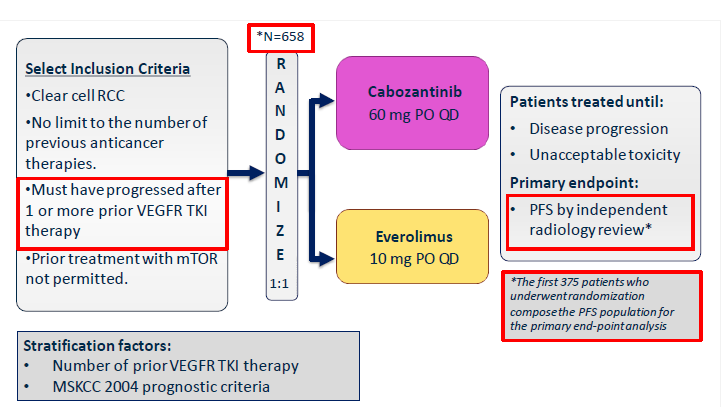 *N=658
Select Inclusion Criteria
•Clear cell RCC
•No limit to the number of
previous anticancer
therapies.
•Must have progressed after
1 or more prior VEGFR TKI
therapy
•Prior treatment with mTOR
not permitted.
R
A
N
D
O
M
I
Z
E
1:1
Cabozantinib
60 mg PO QD
Everolimus
10 mg PO QD
Patients treated until:
• Disease progression
• Unacceptable toxicity
Primary endpoint:
• PFS by independent
radiology review*
*The first 375 patients who
underwent randomization
compose the PFS population for
the primary end-point analysis
Stratification factors:
• Number of prior VEGFR TKI therapy
• MSKCC 2004 prognostic criteria